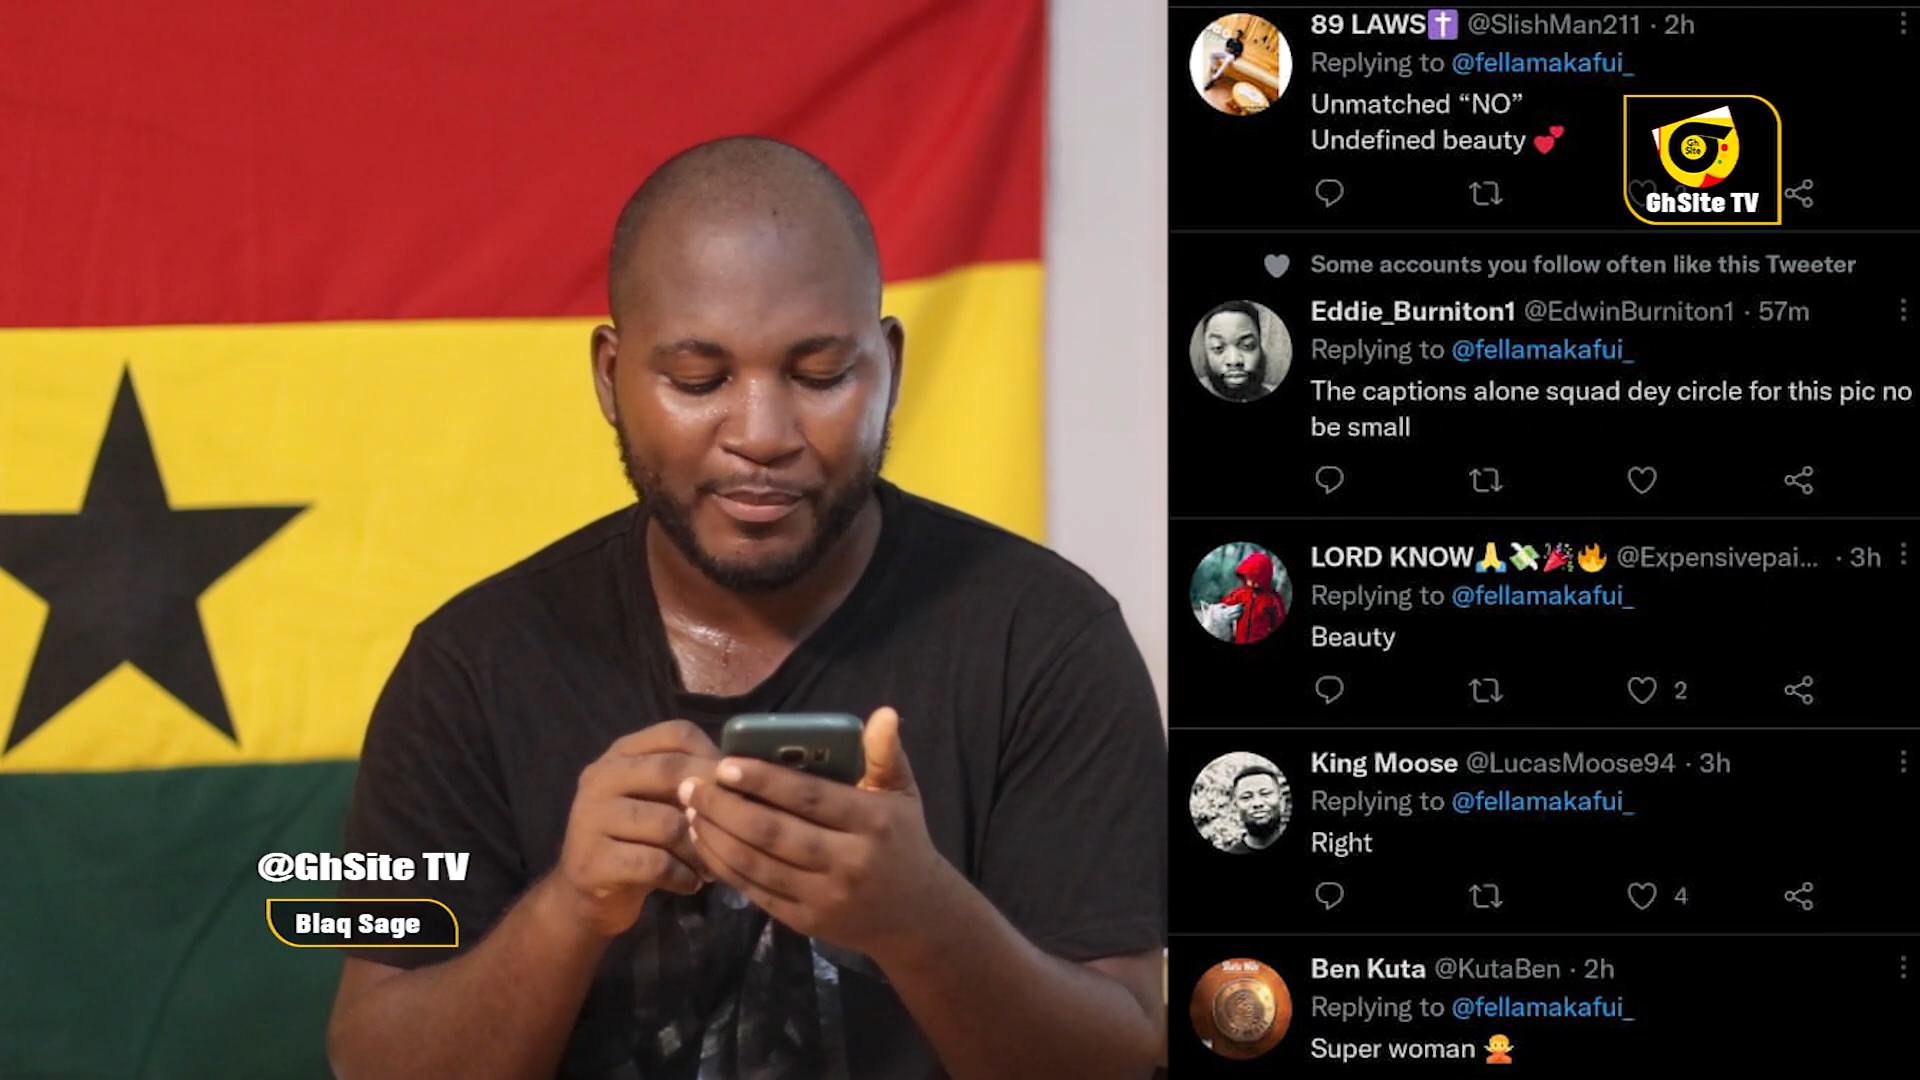 @GhSite TV
Blaq Sage
89 LAWS✝️ @SlishMan211 · 2h
Replying to @fellamakafui_
Unmatched “NO”
Undefined beauty 💕
Gh
Site
GhSite TV
Some accounts you follow often like this Tweeter
Eddie_Burniton1 @EdwinBurniton1 · 57m
Replying to @fellamakafui_
The captions alone squad dey circle for this pic no
be small
LORD KNOW🙏💸🎉🔥 @Expensivepai... · 3h
Replying to @fellamakafui_
Beauty
2
King Moose @LucasMoose94 · 3h
Replying to @fellamakafui_
Right
4
Ben Kuta @KutaBen · 2h
Replying to @fellamakafui_
Super woman 🙅